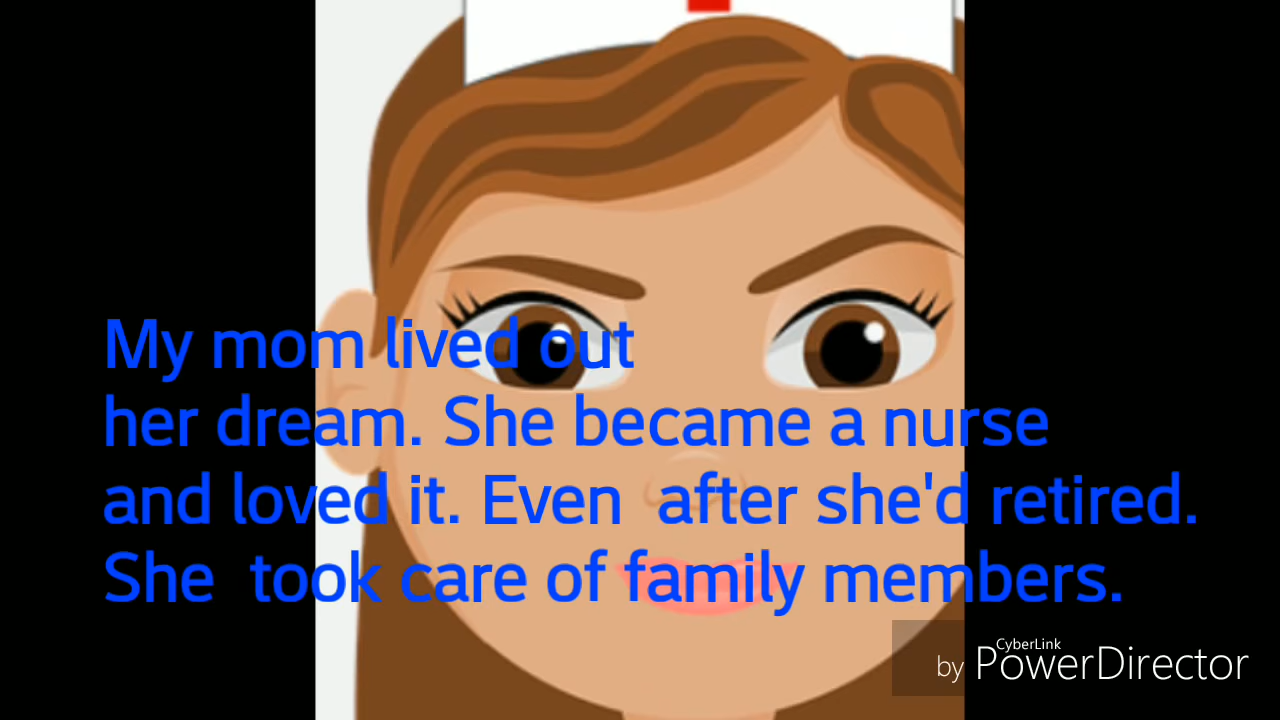 My mom lived out
her dream. She became a nurse
and loved it. Even  after she'd retired.
She  took care of family members.
CyberLink
by PowerDirector